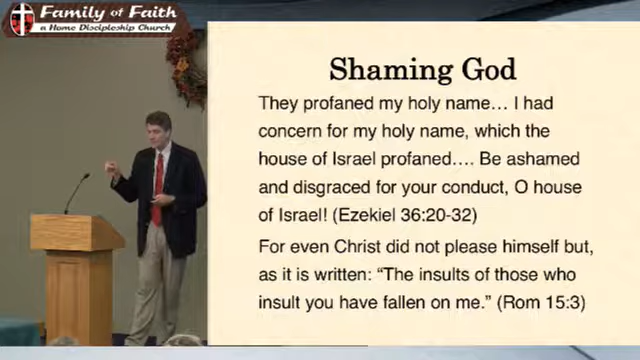 Family of Faith
a Home Discipleship Church
Shaming God
They profaned my holy name… I had
concern for my holy name, which the
house of Israel profaned…. Be ashamed
and disgraced for your conduct, O house
of Israel! (Ezekiel 36:20-32)
For even Christ did not please himself but,
as it is written: “The insults of those who
insult you have fallen on me.” (Rom 15:3)